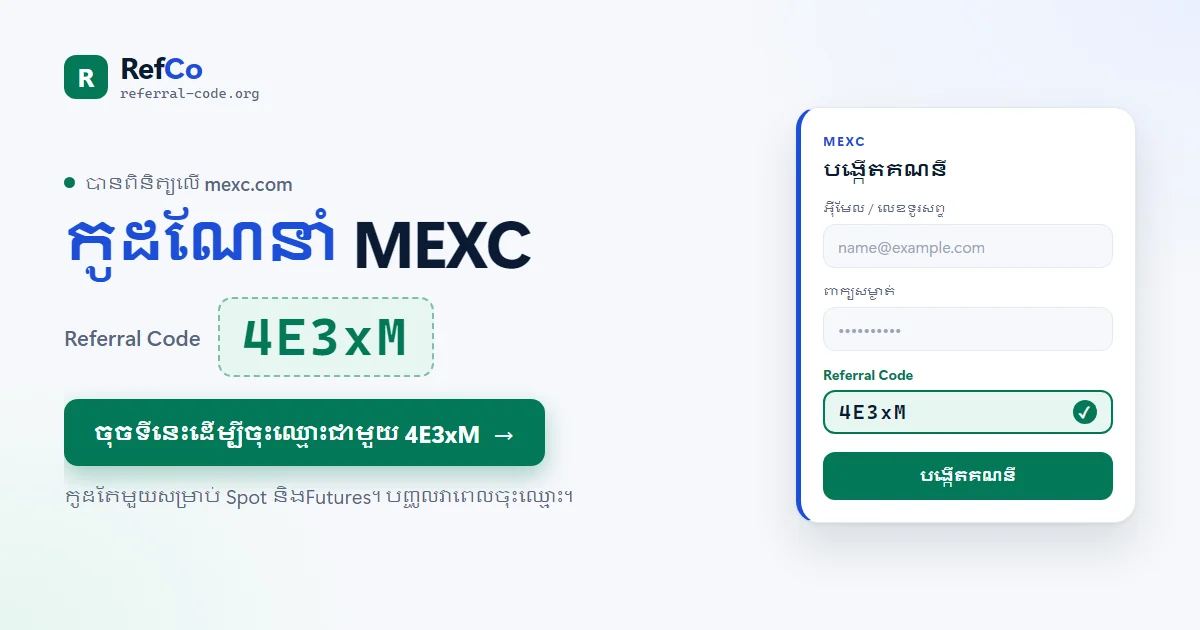 R
RefCo
referral-code.org
បានពិនិត្យលើ mexc.com
កូដណែនាំ MEXC
Referral Code 4E3xM
ចុចទីនេះដើម្បីចុះឈ្មោះជាមួយ 4E3xM →
កូដតែមួយសម្រាប់ Spot និងFutures។ បញ្ចូលវាពេលចុះឈ្មោះ។
MEXC
បង្កើតគណនី
អ៊ីមែល / លេខទូរសព្ទ
name@example.com
ពាក្យសម្ងាត់
••••••••••
Referral Code
4E3xM
បង្កើតគណនី